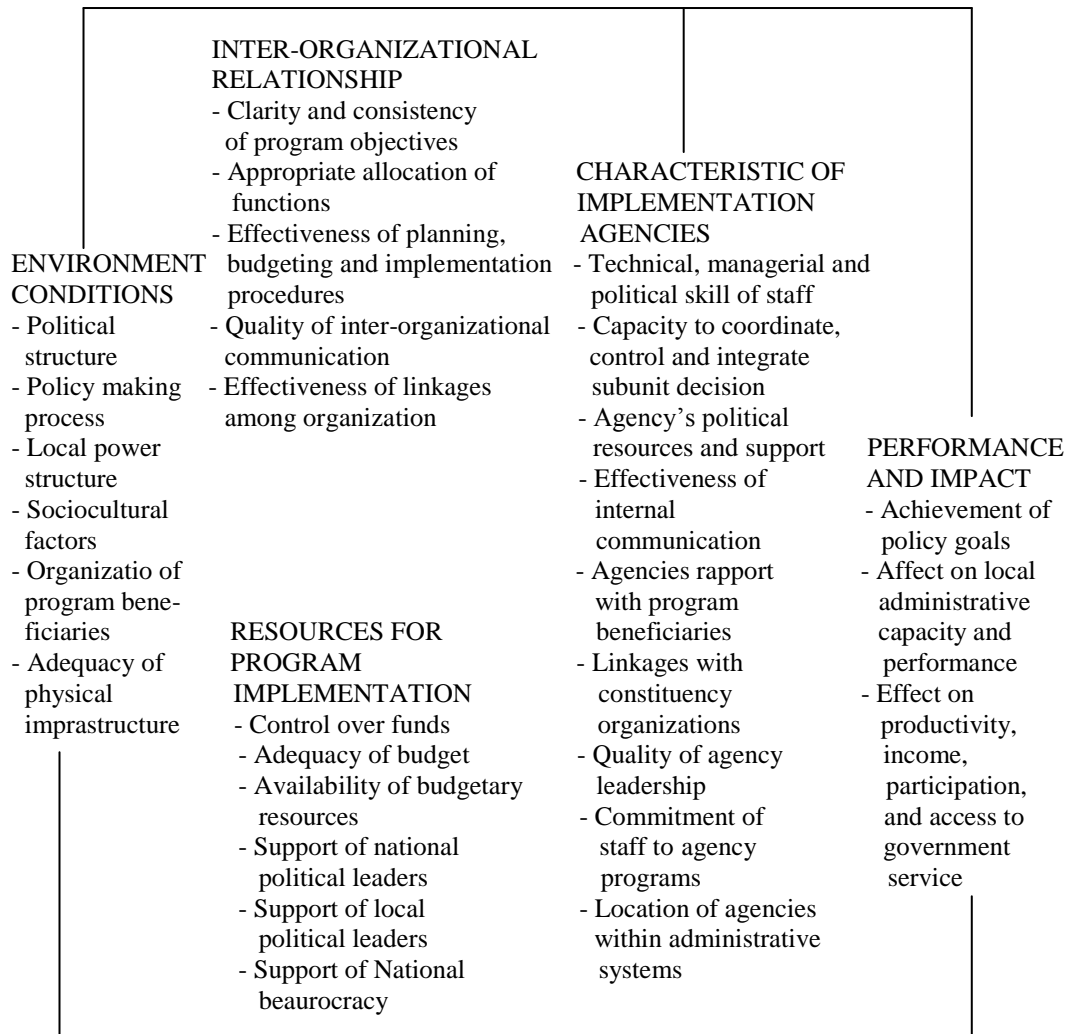 INTER-ORGANIZATIONAL
RELATIONSHIP
- Clarity and consistency
of program objectives
- Appropriate allocation of
functions
- Effectiveness of planning,
budgeting and implementation
procedures
- Quality of inter-organizational
communication
- Effectiveness of linkages
among organization
ENVIRONMENT
CONDITIONS
- Political
structure
- Policy making
process
- Local power
structure
- Sociocultural
factors
- Organizatio of
program bene-
ficiaries
- Adequacy of
physical
imprastructure
RESOURCES FOR
PROGRAM
IMPLEMENTATION
- Control over funds
- Adequacy of budget
- Availability of budgetary
resources
- Support of national
political leaders
- Support of local
political leaders
- Support of National
beaurocracy
CHARACTERISTIC OF
IMPLEMENTATION
AGENCIES
- Technical, managerial and
political skill of staff
- Capacity to coordinate,
control and integrate
subunit decision
- Agency’s political
resources and support
- Effectiveness of
internal
communication
- Agencies rapport
with program
beneficiaries
- Linkages with
constituency
organizations
- Quality of agency
leadership
- Commitment of
staff to agency
programs
- Location of agencies
within administrative
systems
PERFORMANCE
AND IMPACT
- Achievement of
policy goals
- Affect on local
administrative
capacity and
performance
- Effect on
productivity,
income,
participation,
and access to
government
service